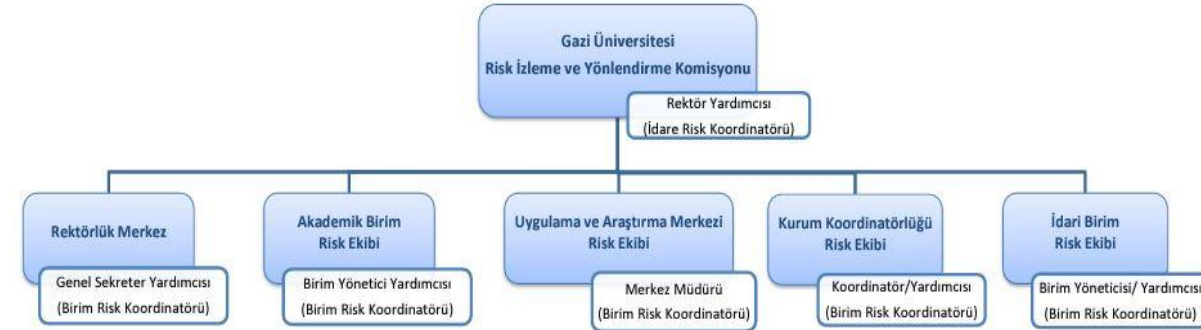 Gazi Üniversitesi
Risk İzleme ve Yönlendirme Komisyonu
Rektör Yardımcısı
(İdare Risk Koordinatörü)
Rektörlük Merkez
Genel Sekreter Yardımcısı
(Birim Risk Koordinatörü)
Akademik Birim
Risk Ekibi
Birim Yönetici Yardımcısı
(Birim Risk Koordinatörü)
Uygulama ve Araştırma Merkezi
Risk Ekibi
Merkez Müdürü
(Birim Risk Koordinatörü)
Kurum Koordinatörlüğü
Risk Ekibi
Koordinatör/Yardımcısı
(Birim Risk Koordinatörü)
İdari Birim
Risk Ekibi
Birim Yöneticisi/ Yardımcısı
(Birim Risk Koordinatörü)